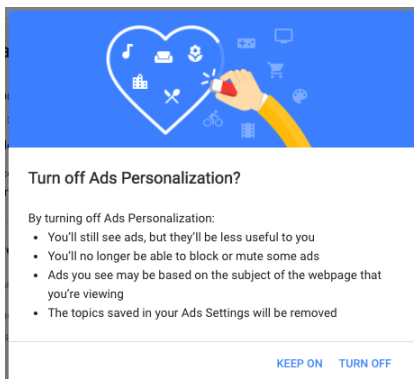 Turn off Ads Personalization?
By turning off Ads Personalization:
• You'll still see ads, but they'll be less useful to you
• You'll no longer be able to block or mute some ads
• Ads you see may be based on the subject of the webpage that
you're viewing
• The topics saved in your Ads Settings will be removed
KEEP ON TURN OFF